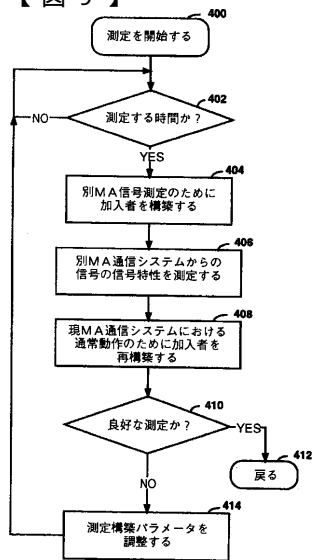 【図9】
400
測定を開始する
402
測定する時間か？
NO
YES
404
別MA信号測定のために
加入者を構築する
406
別MA通信システムからの
信号の信号特性を測定する
408
現MA通信システムにおける
通常動作のために加入者を
再構築する
410
良好な測定か？
YES
412
戻る
NO
414
測定構築パラメータを
調整する